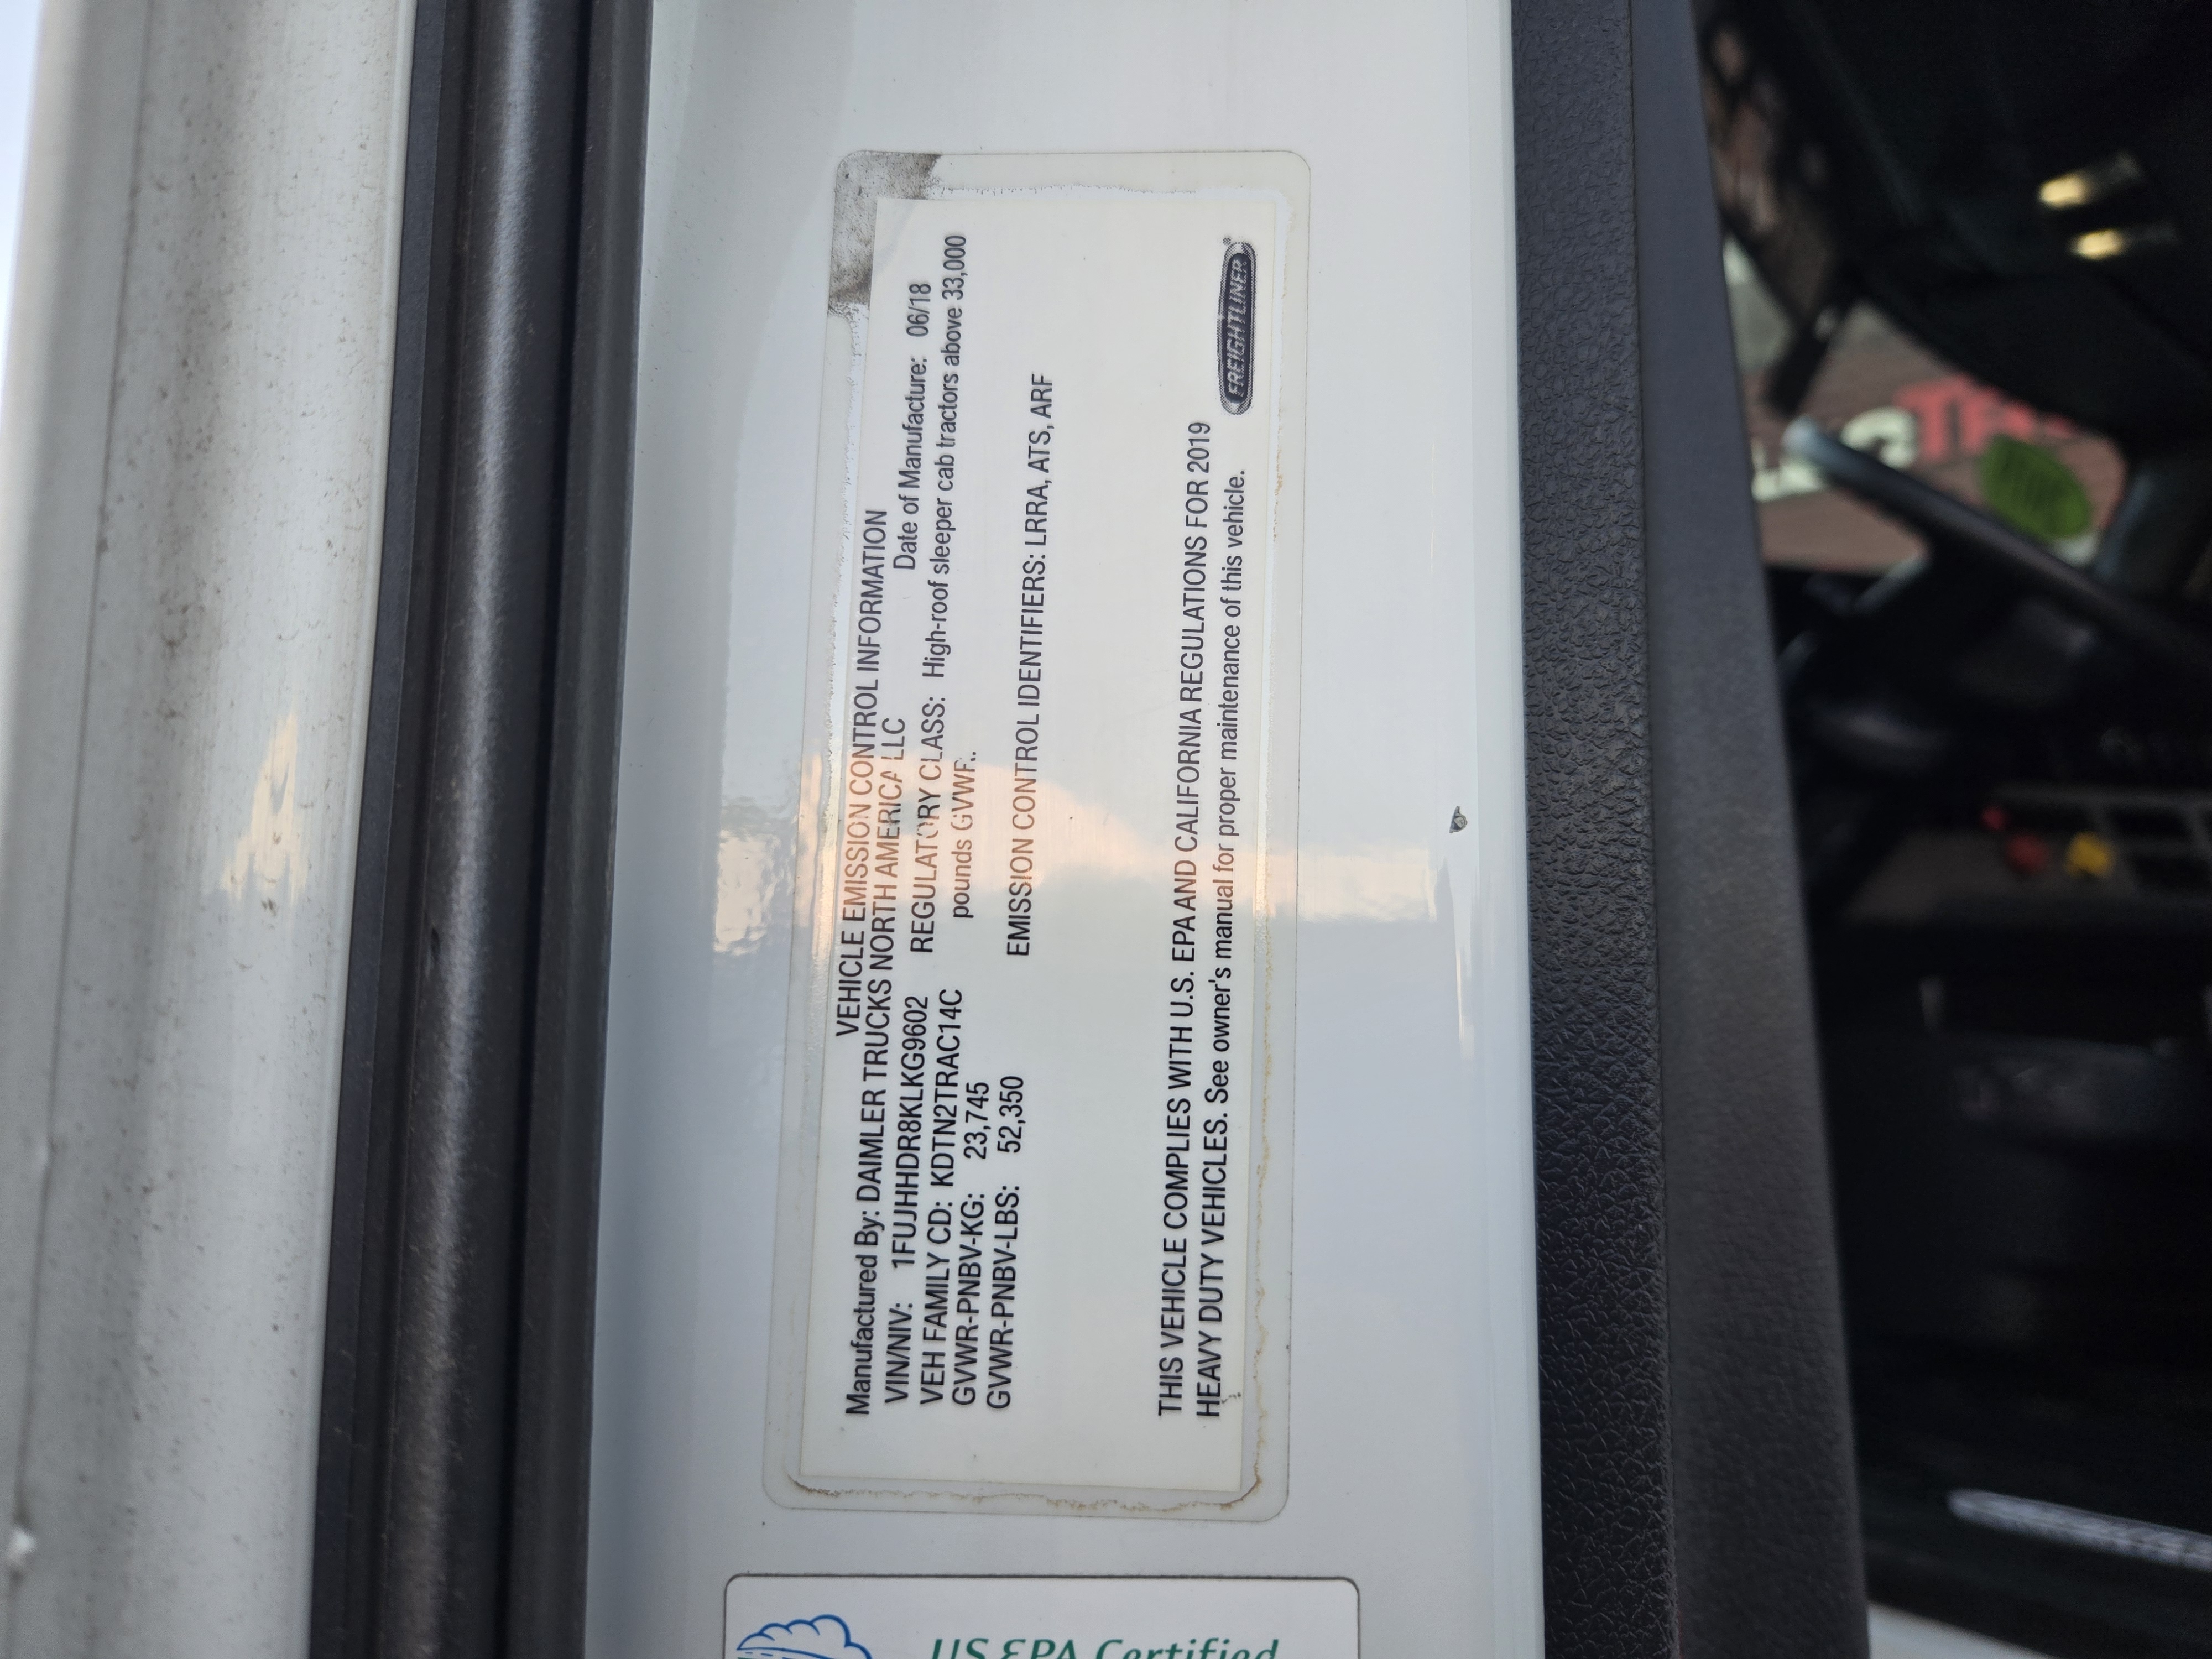 VEHICLE EMISSION CONTROL INFORMATION
Manufactured By: DAIMLER TRUCKS NORTH AMERICA LLC
VIN/NIV: 1FUJHHDR8KLKG9602 Date of Manufacture: 06/18
VEH FAMILY CD: KDTN2TRAC14C REGULATORY CLASS: High-roof sleeper cab tractors above 33,000
GVWR-PNBV-KG: 23,745 pounds GVWR.
GVWR-PNBV-LBS: 52,350
EMISSION CONTROL IDENTIFIERS: LRRA, ATS, ARF
THIS VEHICLE COMPLIES WITH U.S. EPA AND CALIFORNIA REGULATIONS FOR 2019
HEAVY DUTY VEHICLES. See owner's manual for proper maintenance of this vehicle.
FREIGHTLINER®
US EPA Certified